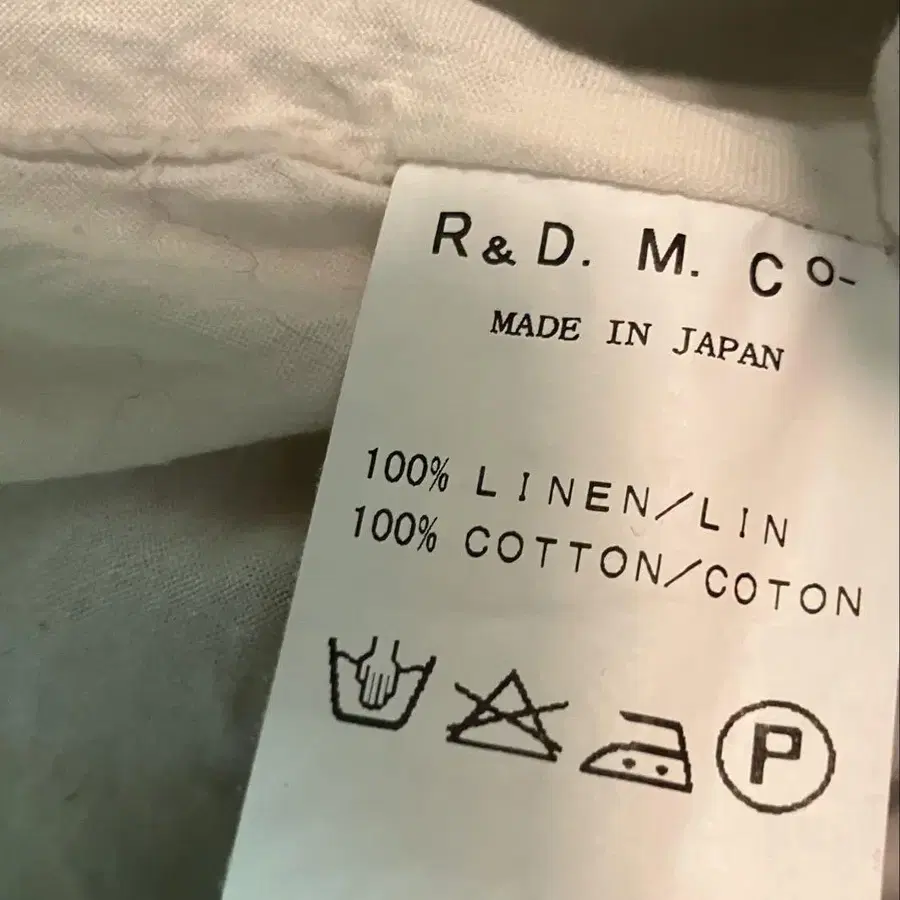 R&D. M. Co-
MADE IN JAPAN
100% LINEN/LIN
100% COTTON/COTON
P